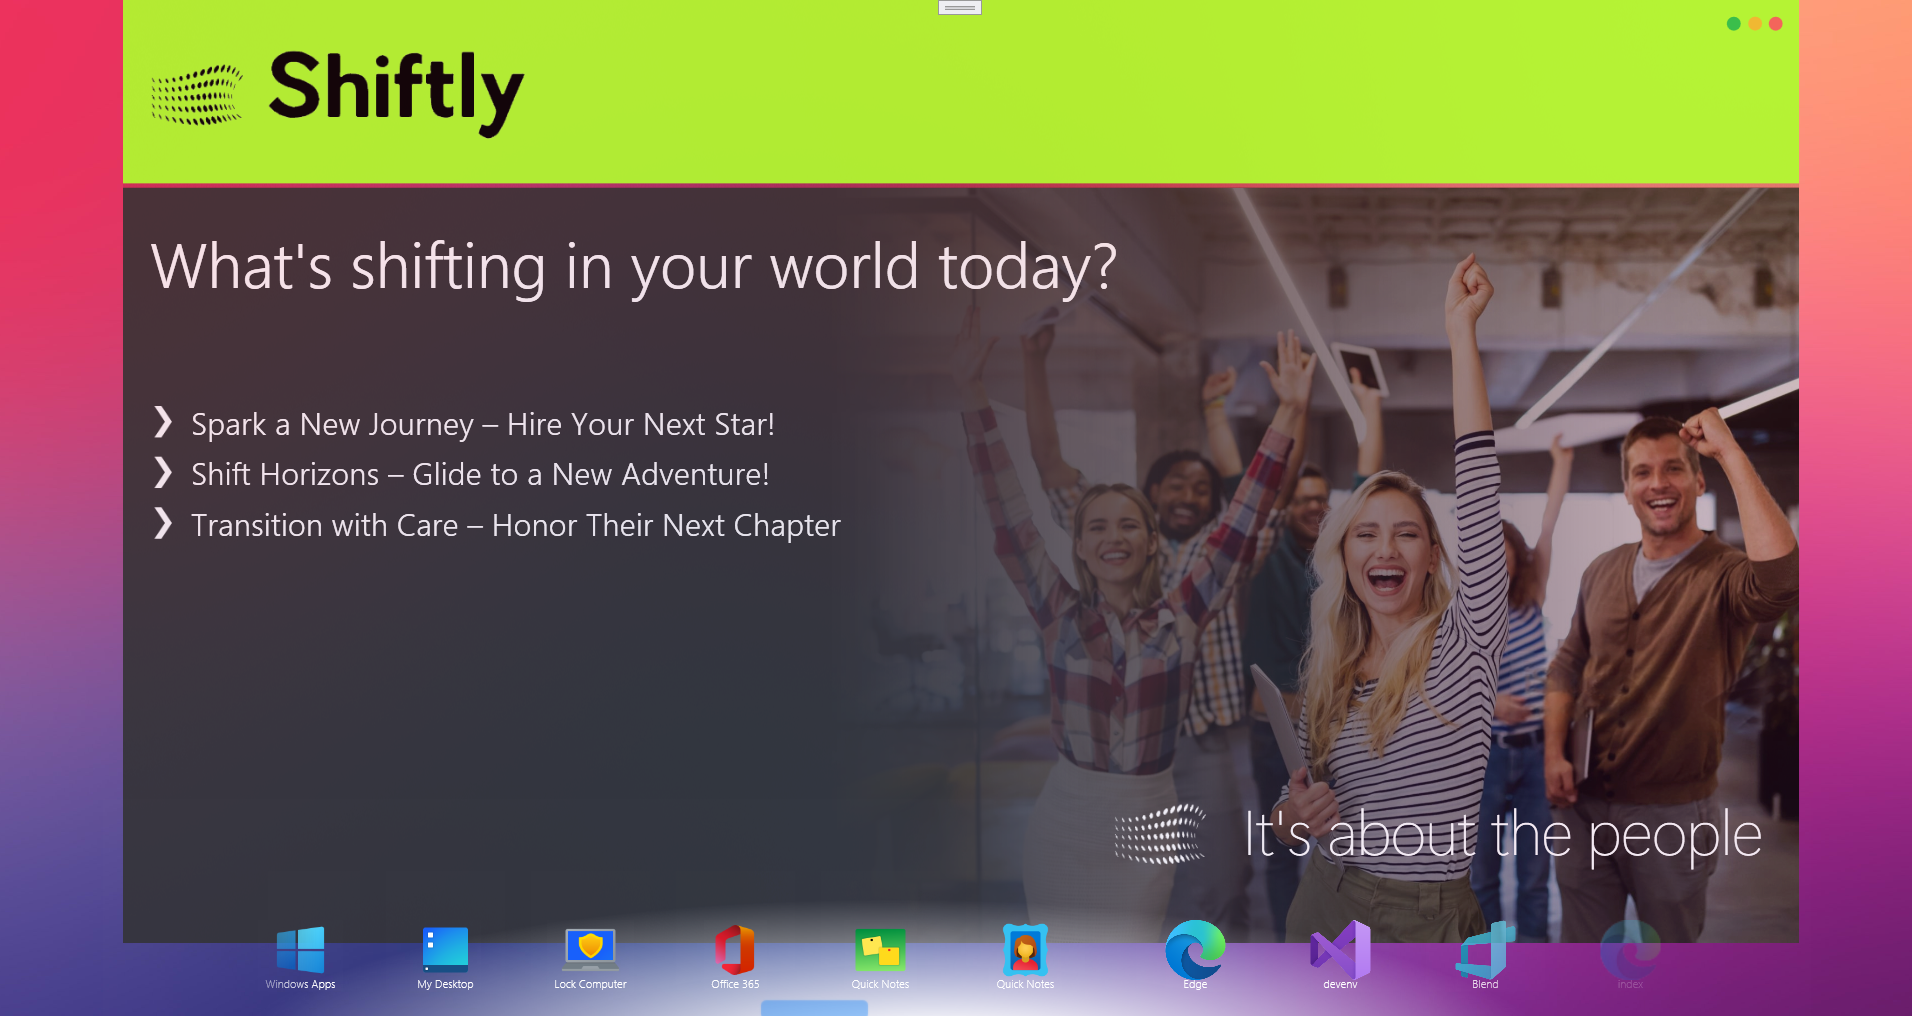 Shiftly
What's shifting in your world today?
Spark a New Journey – Hire Your Next Star!
Shift Horizons – Glide to a New Adventure!
Transition with Care – Honor Their Next Chapter
It's about the people
Windows Apps
My Desktop
Lock Computer
Office 365
Quick Notes
Quick Notes
Edge
devenv
Blend
index